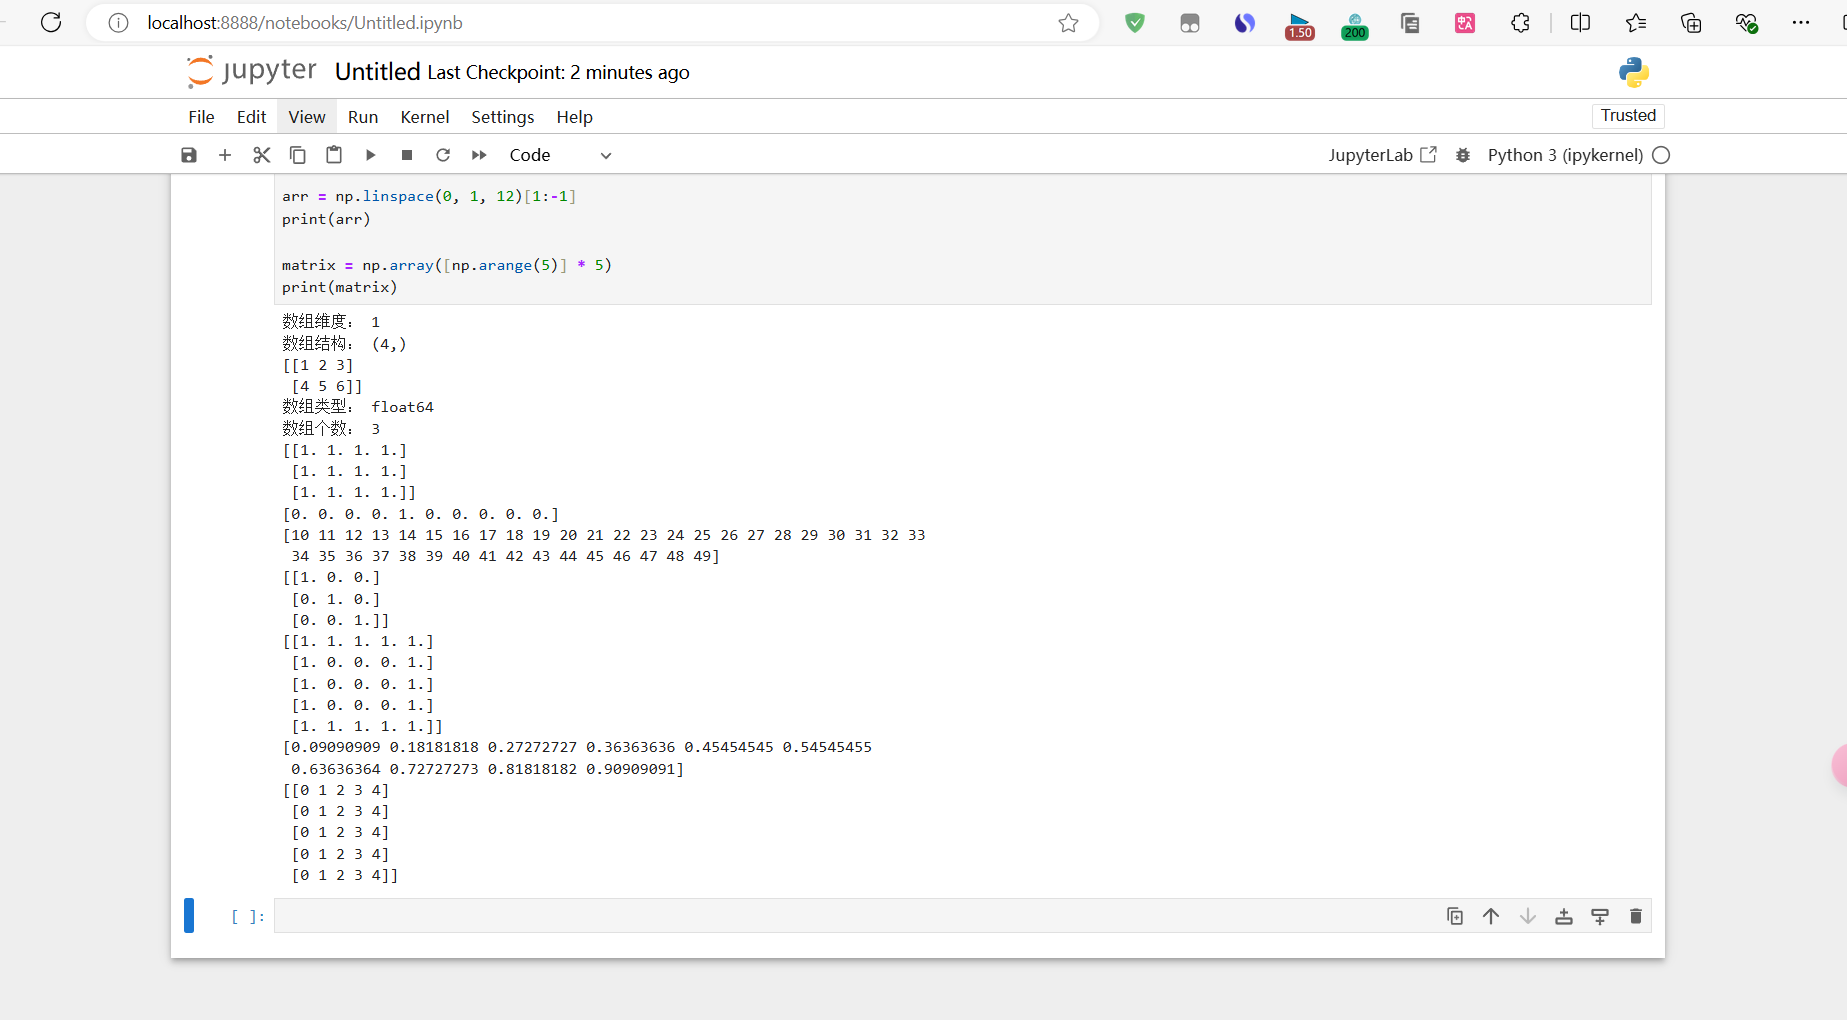 localhost:8888/notebooks/Untitled.ipynb
1.50
200
jupyter Untitled Last Checkpoint: 2 minutes ago
File Edit View Run Kernel Settings Help
Trusted
Code
JupyterLab
Python 3 (ipykernel)
arr = np.linspace(0, 1, 12)[1:-1]
print(arr)
matrix = np.array([np.arange(5)] * 5)
print(matrix)
数组维度： 1
数组结构： (4,)
[[1 2 3]
 [4 5 6]]
数组类型： float64
数组个数： 3
[[1. 1. 1. 1.]
 [1. 1. 1. 1.]
 [1. 1. 1. 1.]]
[0. 0. 0. 0. 1. 0. 0. 0. 0. 0.]
[10 11 12 13 14 15 16 17 18 19 20 21 22 23 24 25 26 27 28 29 30 31 32 33
 34 35 36 37 38 39 40 41 42 43 44 45 46 47 48 49]
[[1. 0. 0.]
 [0. 1. 0.]
 [0. 0. 1.]]
[[1. 1. 1. 1. 1.]
 [1. 0. 0. 0. 1.]
 [1. 0. 0. 0. 1.]
 [1. 0. 0. 0. 1.]
 [1. 1. 1. 1. 1.]]
[0.09090909 0.18181818 0.27272727 0.36363636 0.45454545 0.54545455
 0.63636364 0.72727273 0.81818182 0.90909091]
[[0 1 2 3 4]
 [0 1 2 3 4]
 [0 1 2 3 4]
 [0 1 2 3 4]
 [0 1 2 3 4]]
[ ]: